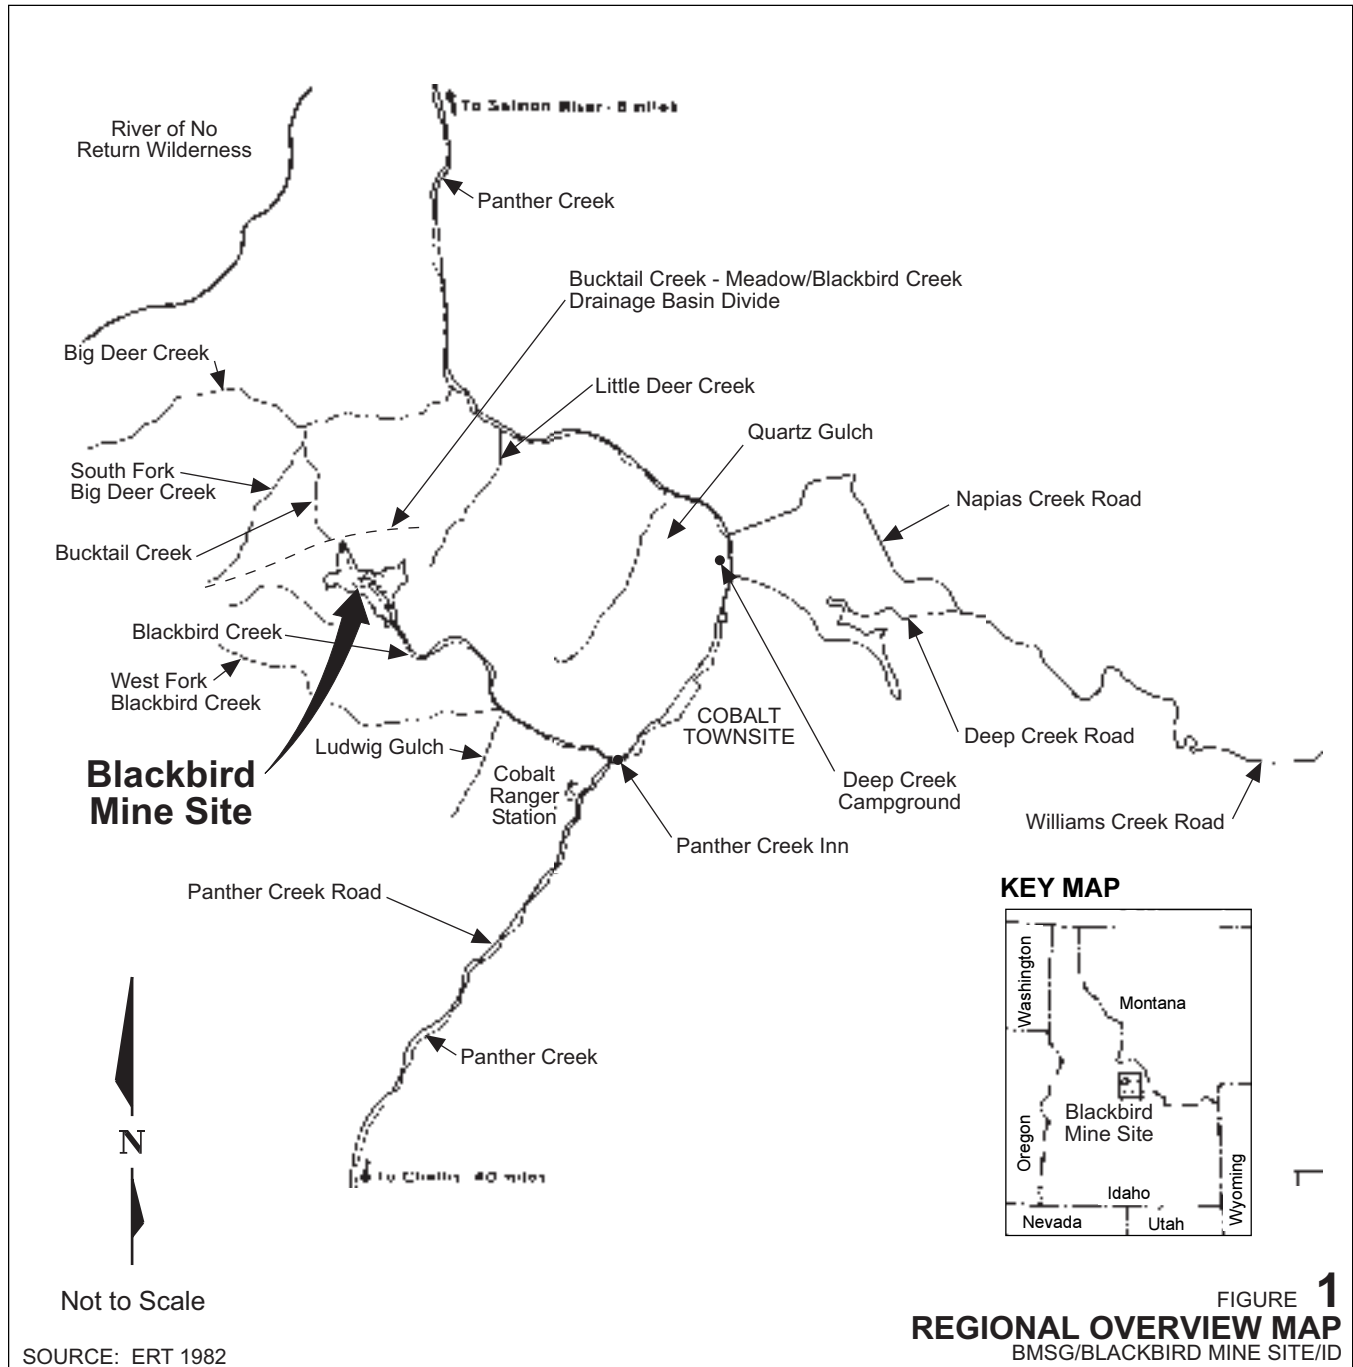 To Salmon River - 8 miles
River of No
Return Wilderness
Panther Creek
Bucktail Creek - Meadow/Blackbird Creek
Drainage Basin Divide
Big Deer Creek
Little Deer Creek
Quartz Gulch
South Fork
Big Deer Creek
Napias Creek Road
Bucktail Creek
Blackbird Creek
West Fork
Blackbird Creek
COBALT
TOWNSITE
Ludwig Gulch
Deep Creek Road
Blackbird
Mine Site
Cobalt
Ranger
Station
Deep Creek
Campground
Williams Creek Road
Panther Creek Inn
Panther Creek Road
KEY MAP
Washington
Montana
Panther Creek
Blackbird
Mine Site
Oregon
Wyoming
Idaho
Nevada
Utah
N
To Challis 40 miles
Not to Scale
FIGURE 1
REGIONAL OVERVIEW MAP
BMSG/BLACKBIRD MINE SITE/ID
SOURCE: ERT 1982